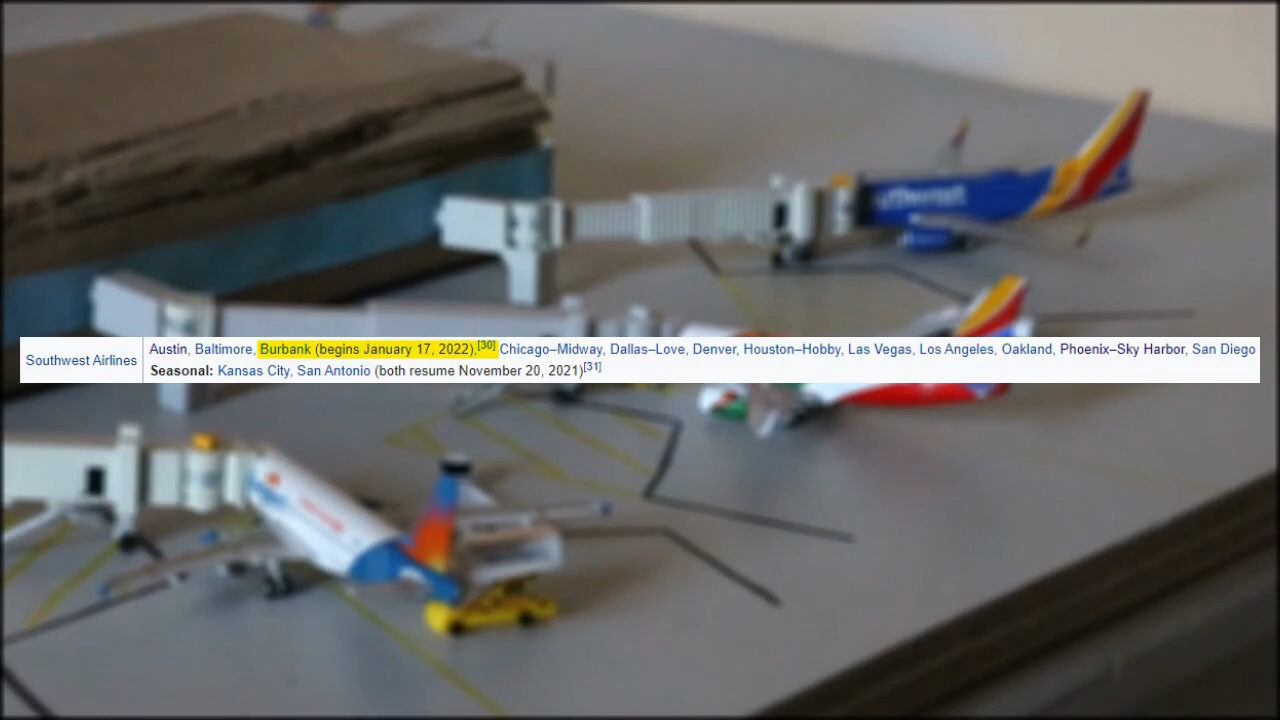 Southwest Airlines
Austin, Baltimore, Burbank (begins January 17, 2022),[30] Chicago–Midway, Dallas–Love, Denver, Houston–Hobby, Las Vegas, Los Angeles, Oakland, Phoenix–Sky Harbor, San Diego
Seasonal: Kansas City, San Antonio (both resume November 20, 2021)[31]